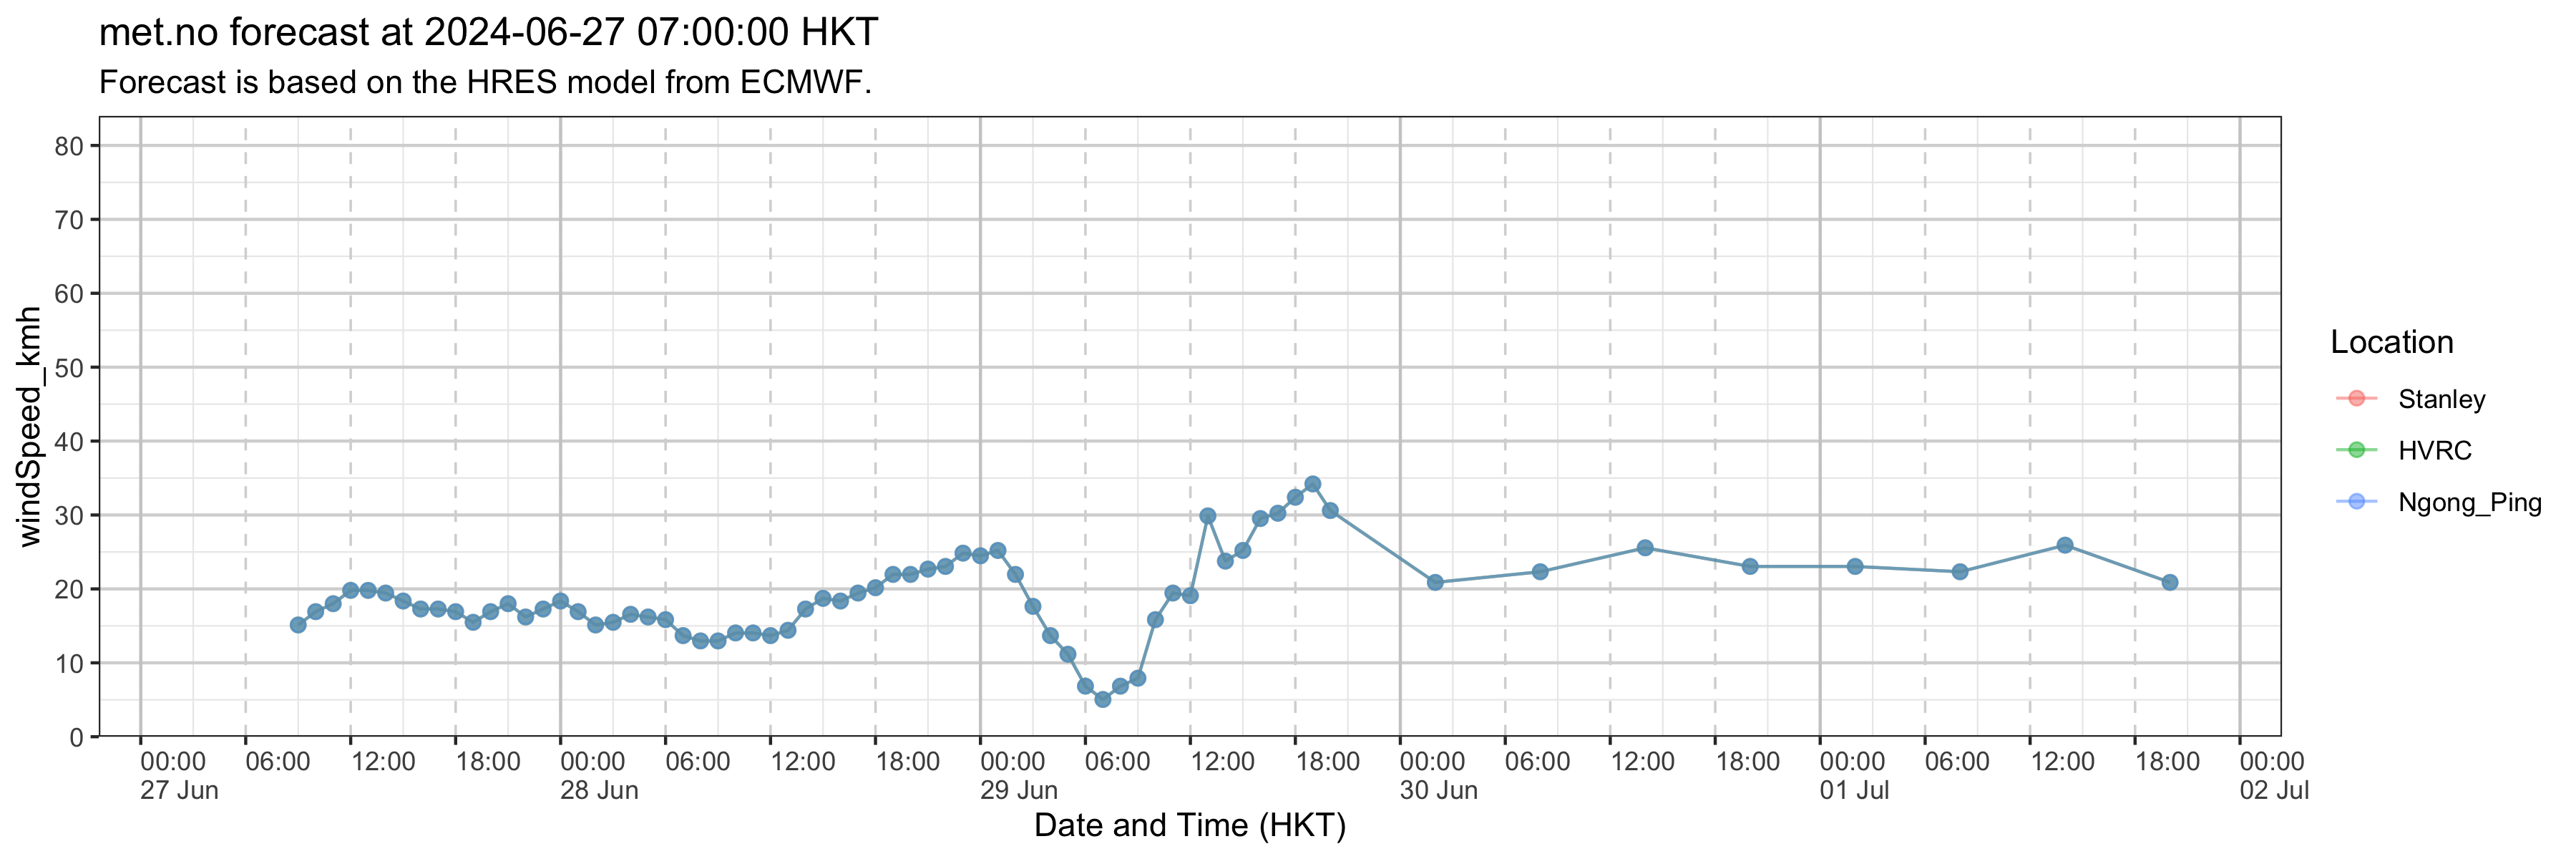 met.no forecast at 2024-06-27 07:00:00 HKT
Forecast is based on the HRES model from ECMWF.
windSpeed_kmh
80
70
60
50
40
30
20
10
0
00:00 06:00 12:00 18:00 00:00 06:00 12:00 18:00 00:00 06:00 12:00 18:00 00:00 06:00 12:00 18:00 00:00 06:00 12:00 18:00 00:00
27 Jun 28 Jun 29 Jun 30 Jun 01 Jul 02 Jul
Date and Time (HKT)
Location
Stanley
HVRC
Ngong_Ping